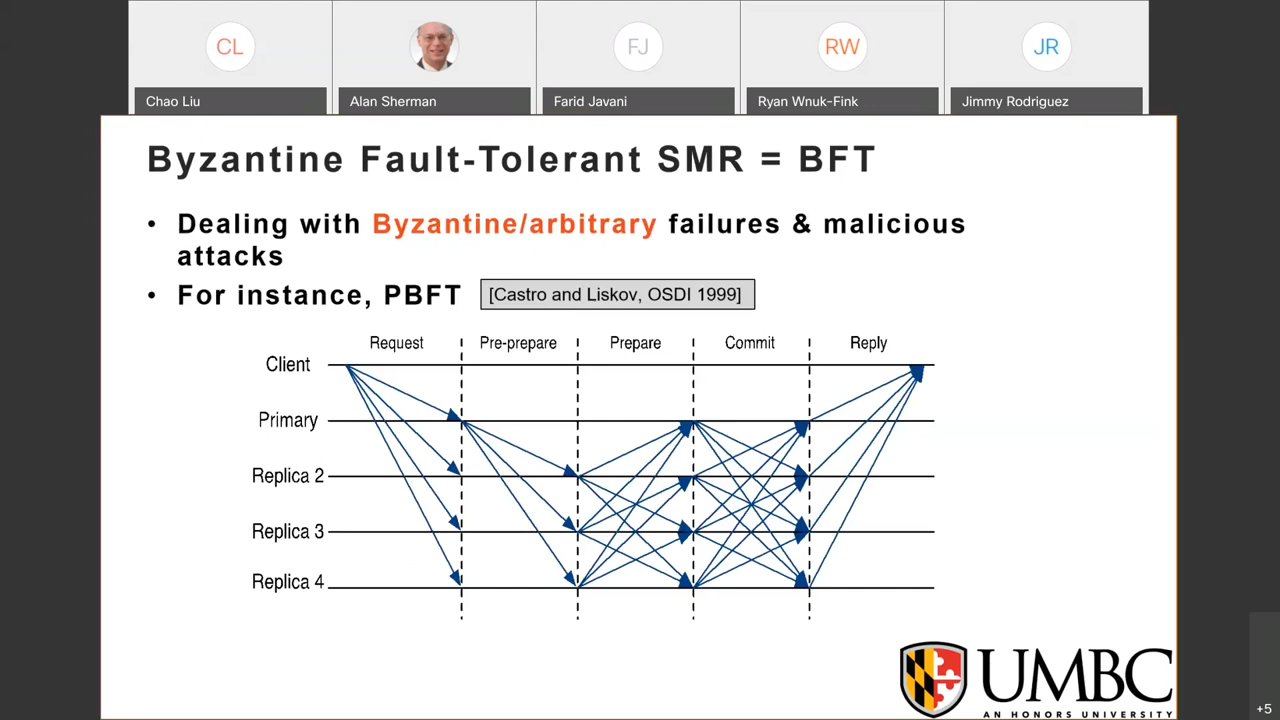 CL
FJ
RW
JR
Chao Liu
Alan Sherman
Farid Javani
Ryan Wnuk-Fink
Jimmy Rodriguez
Byzantine Fault-Tolerant SMR = BFT
• Dealing with Byzantine/arbitrary failures & malicious
attacks
• For instance, PBFT [Castro and Liskov, OSDI 1999]
Request Pre-prepare Prepare Commit Reply
Client
Primary
Replica 2
Replica 3
Replica 4
UMBC
AN HONORS UNIVERSITY
+5